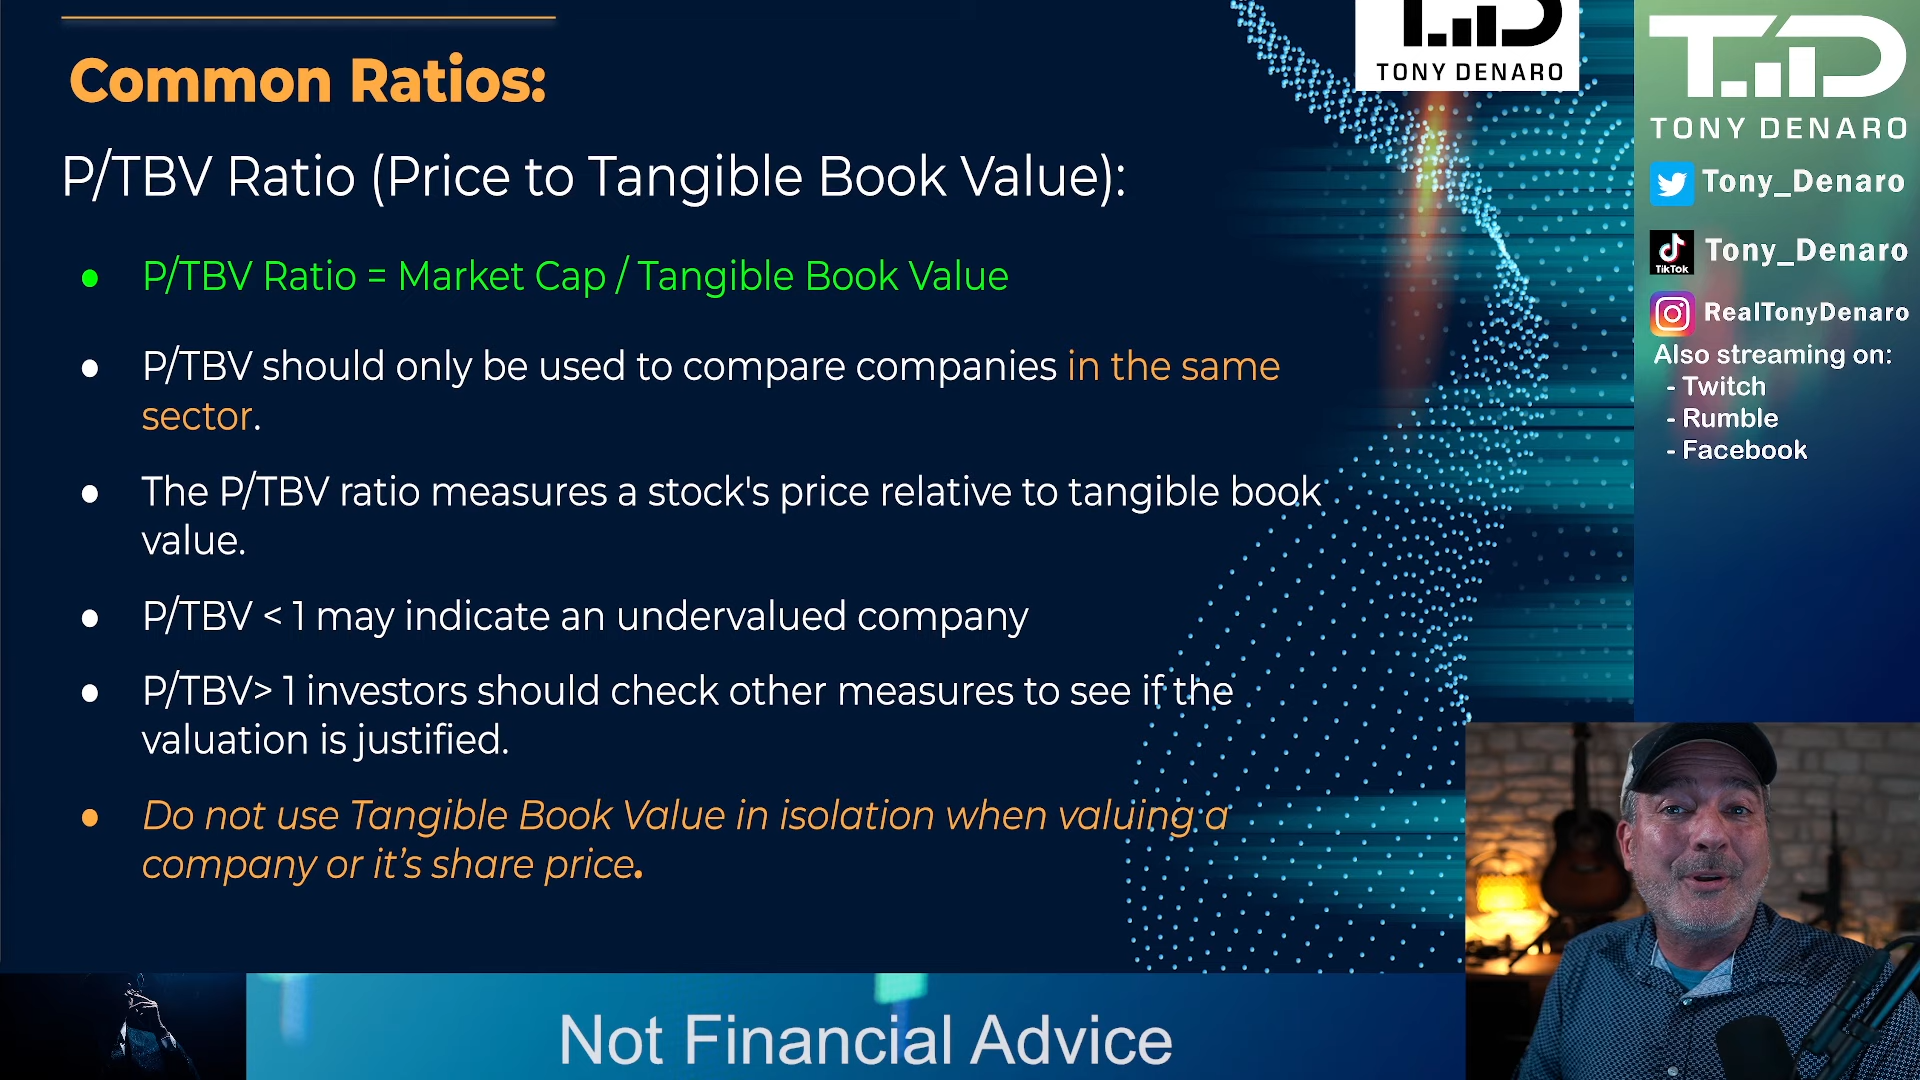 Common Ratios:
P/TBV Ratio (Price to Tangible Book Value):
● P/TBV Ratio = Market Cap / Tangible Book Value
● P/TBV should only be used to compare companies in the same
sector.
● The P/TBV ratio measures a stock's price relative to tangible book
value.
● P/TBV < 1 may indicate an undervalued company
● P/TBV> 1 investors should check other measures to see if the
valuation is justified.
● Do not use Tangible Book Value in isolation when valuing a
company or it’s share price.
TD
TONY DENARO
TD
TONY DENARO
Tony_Denaro
TikTok
Tony_Denaro
RealTonyDenaro
Also streaming on:
- Twitch
- Rumble
- Facebook
Not Financial Advice